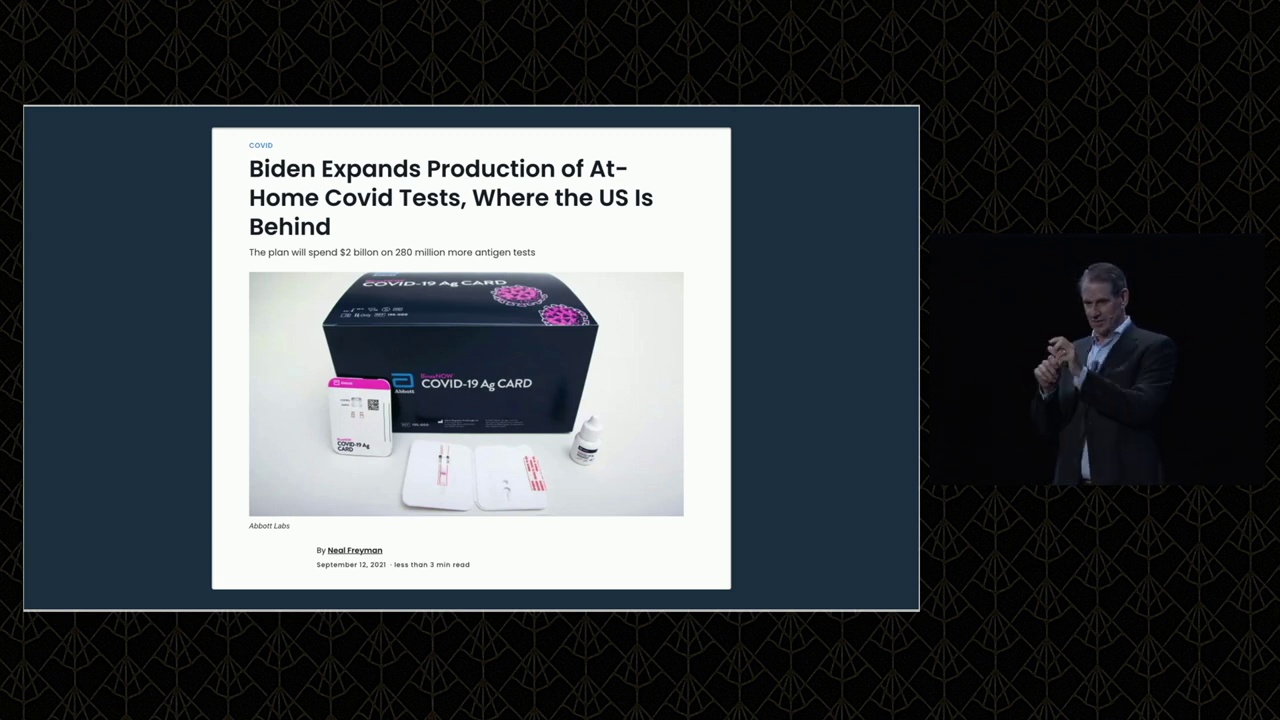 COVID
Biden Expands Production of At-
Home Covid Tests, Where the US Is
Behind
The plan will spend $2 billon on 280 million more antigen tests
COVID-19 Ag CARD
BinaxNOW
COVID-19 Ag CARD
Abbott
COVID-19 Ag
CARD
Abbott Labs
By Neal Freyman
September 12, 2021 · less than 3 min read